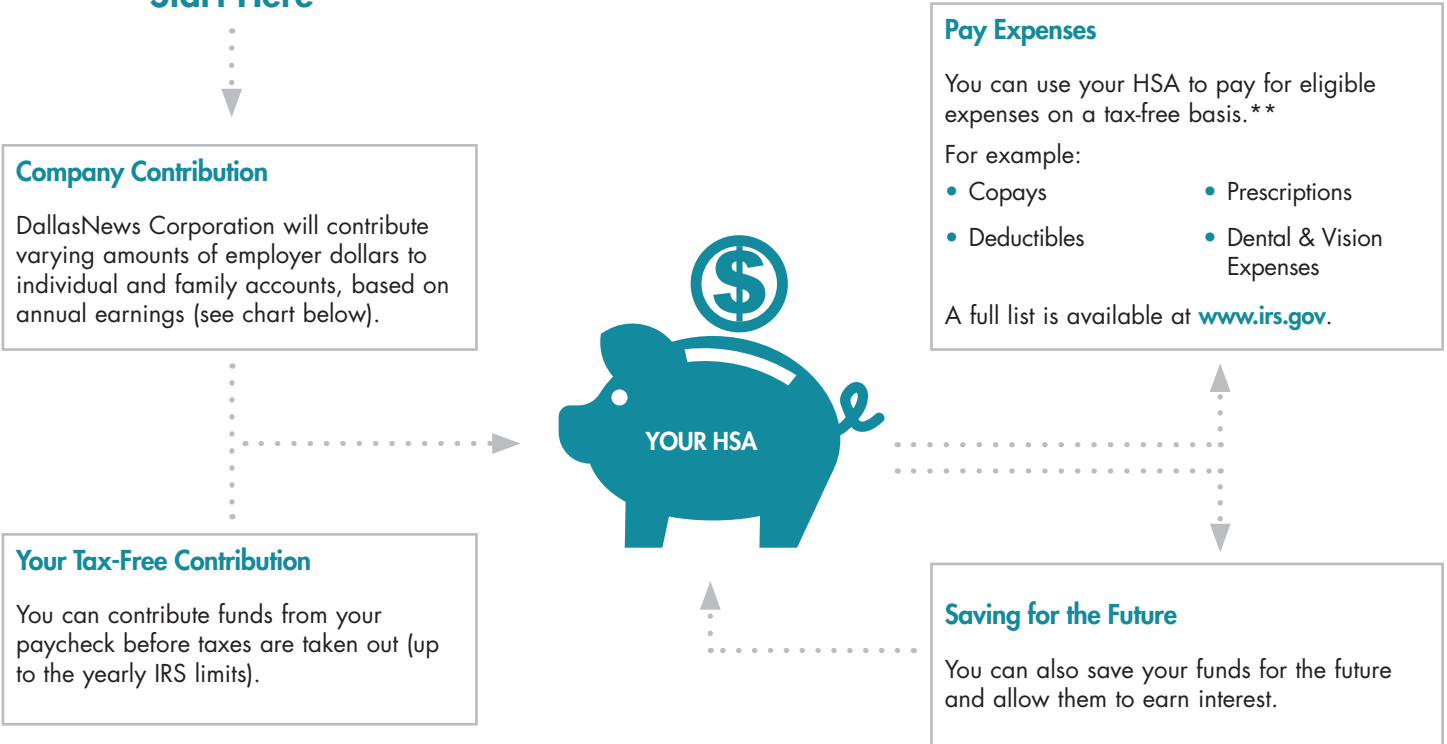 Start Here
Company Contribution
DallasNews Corporation will contribute
varying amounts of employer dollars to
individual and family accounts, based on
annual earnings (see chart below).
Your Tax-Free Contribution
You can contribute funds from your
paycheck before taxes are taken out (up
to the yearly IRS limits).
$
YOUR HSA
Pay Expenses
You can use your HSA to pay for eligible
expenses on a tax-free basis.**
For example:
• Copays
• Deductibles
• Prescriptions
• Dental & Vision
Expenses
A full list is available at www.irs.gov.
Saving for the Future
You can also save your funds for the future
and allow them to earn interest.